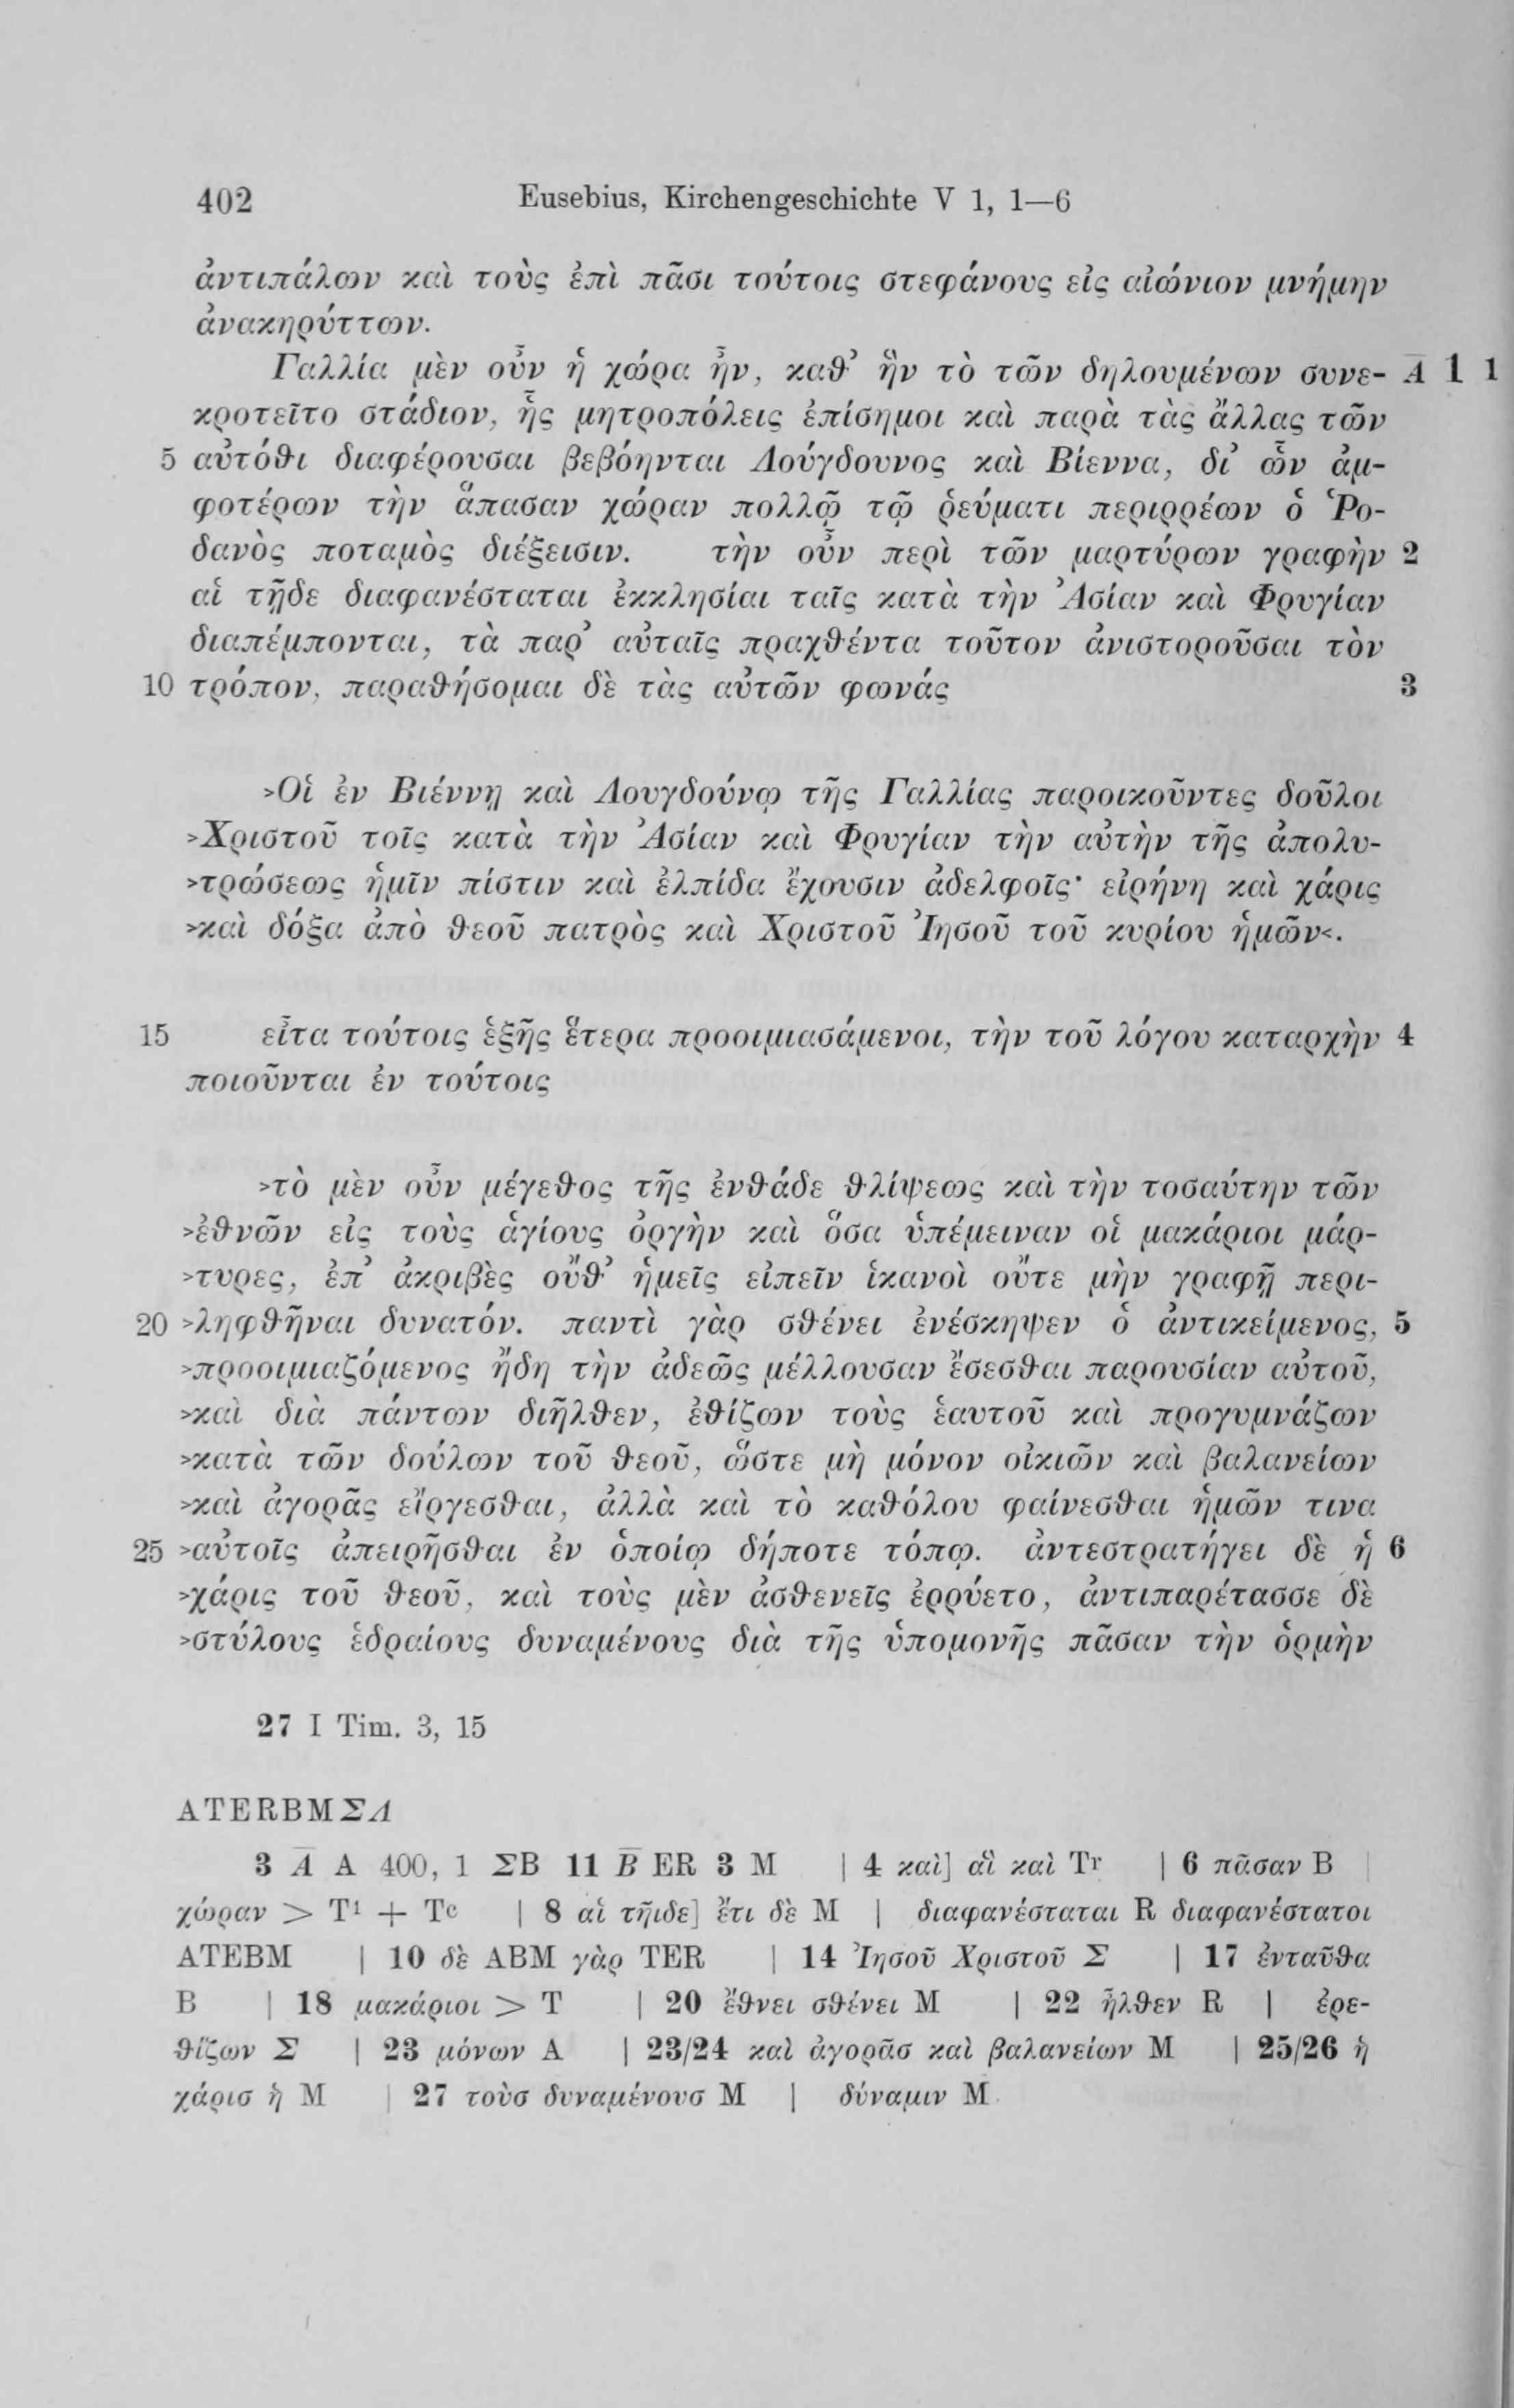 402 Eusebius, Kirchengeschichte V 1, 1—6
ἀντιπάλων καὶ τοὺς ἐπὶ πᾶσι τούτοις στεφάνους εἰς αἰώνιον μνήμην
ἀνακηρύττων.
Γαλλία μὲν οὖν ἡ χώρα ἦν, καθ’ ἣν τὸ τῶν δηλουμένων συνε- Α̅ 1 1
κροτεῖτο στάδιον, ἧς μητροπόλεις ἐπίσημοι καὶ παρὰ τὰς ἄλλας τῶν
5 αὐτόθι διαφέρουσαι βεβόηνται Λούγδουνος καὶ Βίεννα, δι’ ὧν ἀμ-
φοτέρων τὴν ἅπασαν χώραν πολλῷ τῷ ῥεύματι περιρρέων ὁ Ῥο-
δανὸς ποταμὸς διέξεισιν. τὴν οὖν περὶ τῶν μαρτύρων γραφὴν 2
αἱ τῇδε διαφανέσταται ἐκκλησίαι ταῖς κατὰ τὴν Ἀσίαν καὶ Φρυγίαν
διαπέμπονται, τὰ παρ’ αὐταῖς πραχθέντα τοῦτον ἀνιστοροῦσαι τὸν
10 τρόπον, παραθήσομαι δὲ τὰς αὐτῶν φωνάς 3
>Οἱ ἐν Βιέννῃ καὶ Λουγδούνῳ τῆς Γαλλίας παροικοῦντες δοῦλοι
>Χριστοῦ τοῖς κατὰ τὴν Ἀσίαν καὶ Φρυγίαν τὴν αὐτὴν τῆς ἀπολυ-
>τρώσεως ἡμῖν πίστιν καὶ ἐλπίδα ἔχουσιν ἀδελφοῖς· εἰρήνη καὶ χάρις
>καὶ δόξα ἀπὸ θεοῦ πατρὸς καὶ Χριστοῦ Ἰησοῦ τοῦ κυρίου ἡμῶν<.
15 εἶτα τούτοις ἑξῆς ἕτερα προοιμιασάμενοι, τὴν τοῦ λόγου καταρχὴν 4
ποιοῦνται ἐν τούτοις
>τὸ μὲν οὖν μέγεθος τῆς ἐνθάδε θλίψεως καὶ τὴν τοσαύτην τῶν
>ἐθνῶν εἰς τοὺς ἁγίους ὀργὴν καὶ ὅσα ὑπέμειναν οἱ μακάριοι μάρ-
>τυρες, ἐπ’ ἀκριβὲς οὔθ’ ἡμεῖς εἰπεῖν ἱκανοὶ οὔτε μὴν γραφῇ περι-
20 >ληφθῆναι δυνατόν. παντὶ γὰρ σθένει ἐνέσκηψεν ὁ ἀντικείμενος, 5
>προοιμιαζόμενος ἤδη τὴν ἀδεῶς μέλλουσαν ἔσεσθαι παρουσίαν αὐτοῦ,
>καὶ διὰ πάντων διῆλθεν, ἐθίζων τοὺς ἑαυτοῦ καὶ προγυμνάζων
>κατὰ τῶν δούλων τοῦ θεοῦ, ὥστε μὴ μόνον οἰκιῶν καὶ βαλανείων
>καὶ ἀγορᾶς εἴργεσθαι, ἀλλὰ καὶ τὸ καθόλου φαίνεσθαι ἡμῶν τινα
25 >αὐτοῖς ἀπειρῆσθαι ἐν ὁποίῳ δήποτε τόπῳ. ἀντεστρατήγει δὲ ἡ 6
>χάρις τοῦ θεοῦ, καὶ τοὺς μὲν ἀσθενεῖς ἐρρύετο, ἀντιπαρέτασσε δὲ
>στύλους ἑδραίους δυναμένους διὰ τῆς ὑπομονῆς πᾶσαν τὴν ὁρμὴν
27 I Tim. 3, 15
ATERBMΣΛ
3 Α̅ A 400, 1 ΣB 11 Β̅ ER 3 M | 4 καὶ] αἳ καὶ Tʳ | 6 πᾶσαν B |
χώραν > T¹ + Tᶜ | 8 αἱ τῆιδε] ἔτι δὲ M | διαφανέσταται R διαφανέστατοι
ATEBM | 10 δὲ ABM γὰρ TER | 14 Ἰησοῦ Χριστοῦ Σ | 17 ἐνταῦθα
B | 18 μακάριοι > T | 20 ἔθνει σθένει M | 22 ἦλθεν R | ἐρε-
θίζων Σ | 23 μόνων A | 23/24 καὶ ἀγορᾶσ καὶ βαλανείων M | 25/26 ἡ
χάρισ ἡ M | 27 τοὺσ δυναμένουσ M | δύναμιν M